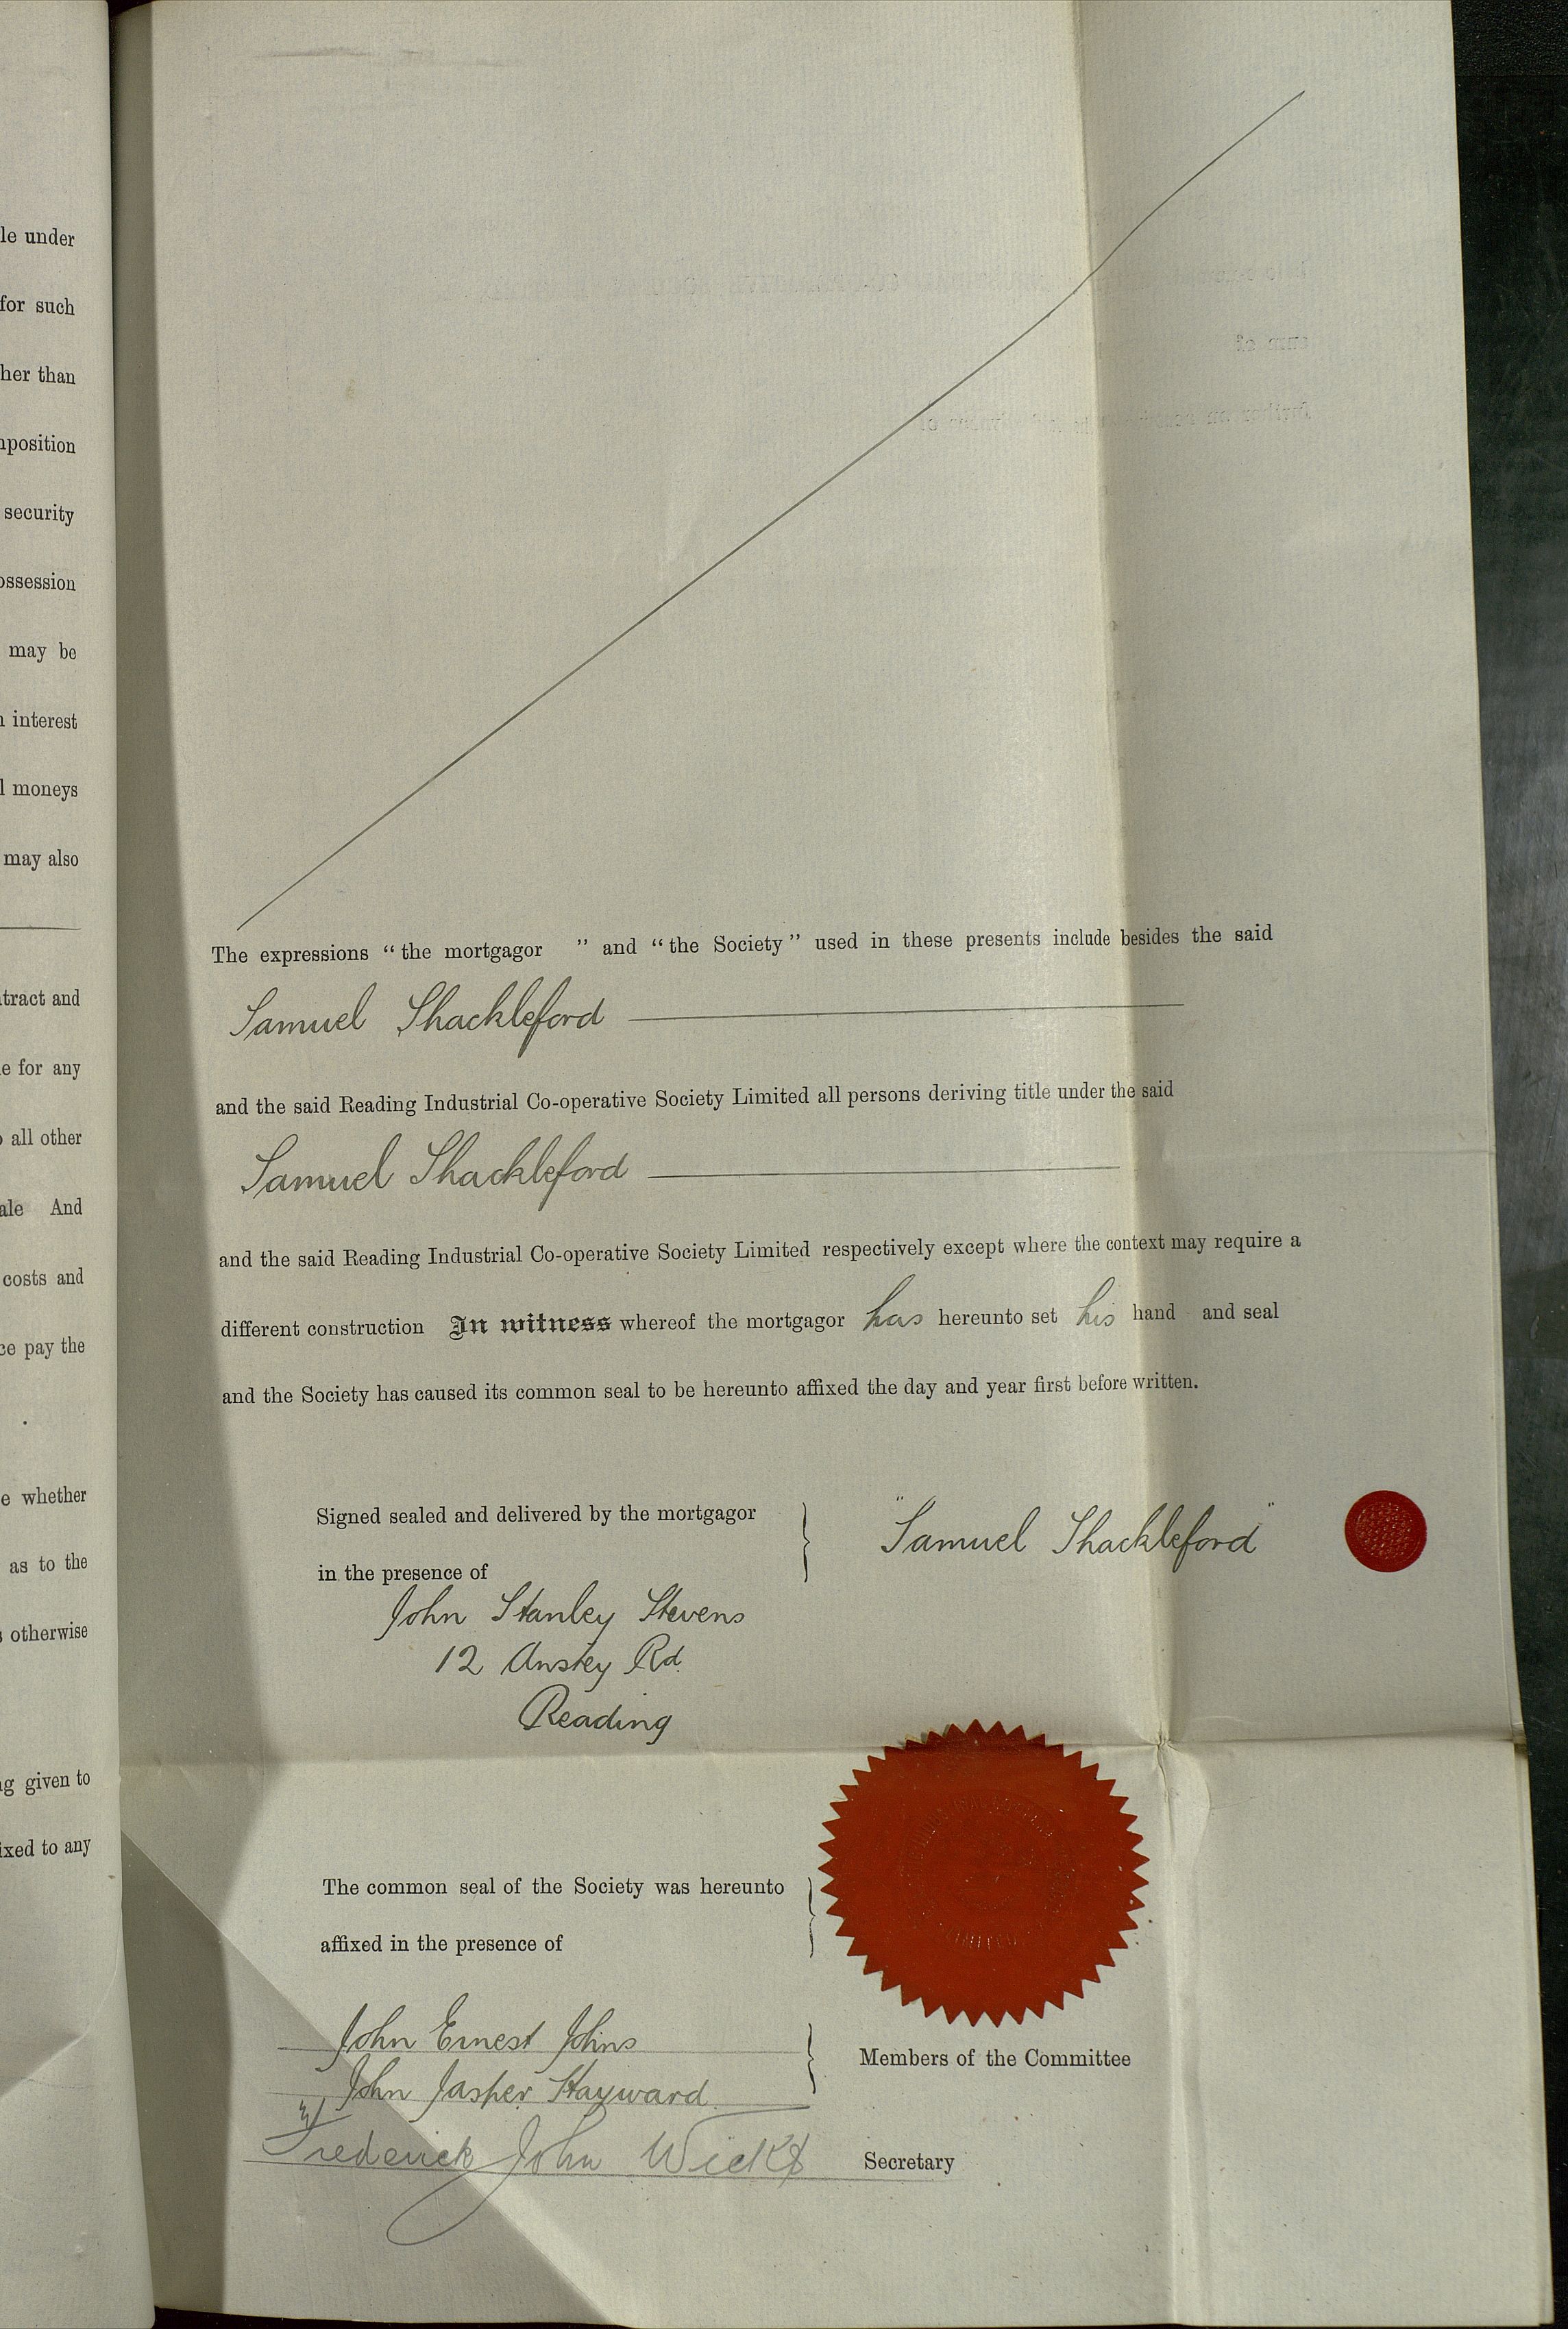 le under
for such
her than
mposition
security
ossession
may be
n interest
l moneys
may also
ntract and
e for any
o all other
ale And
costs and
ce pay the
e whether
as to the
s otherwise
ng given to
ixed to any
The expressions “the mortgagor ” and “the Society” used in these presents include besides the said
Samuel Shackleford
and the said Reading Industrial Co-operative Society Limited all persons deriving title under the said
Samuel Shackleford
and the said Reading Industrial Co-operative Society Limited respectively except where the context may require a
different construction In witness whereof the mortgagor has hereunto set his hand and seal
and the Society has caused its common seal to be hereunto affixed the day and year first before written.
Signed sealed and delivered by the mortgagor
in the presence of
"Samuel Shackleford"
John Stanley Stevens
12 Anstey Rd.
Reading
The common seal of the Society was hereunto
affixed in the presence of
John Ernest Johns
John Jasper Hayward
Members of the Committee
Frederick John Wicks
Secretary